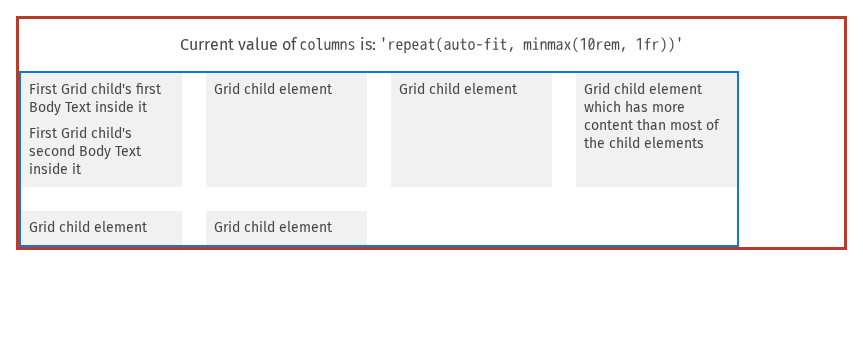 Current value of columns is: 'repeat(auto-fit, minmax(10rem, 1fr))'
First Grid child's first
Body Text inside it
First Grid child's
second Body Text
inside it
Grid child element
Grid child element
Grid child element
which has more
content than most of
the child elements
Grid child element
Grid child element